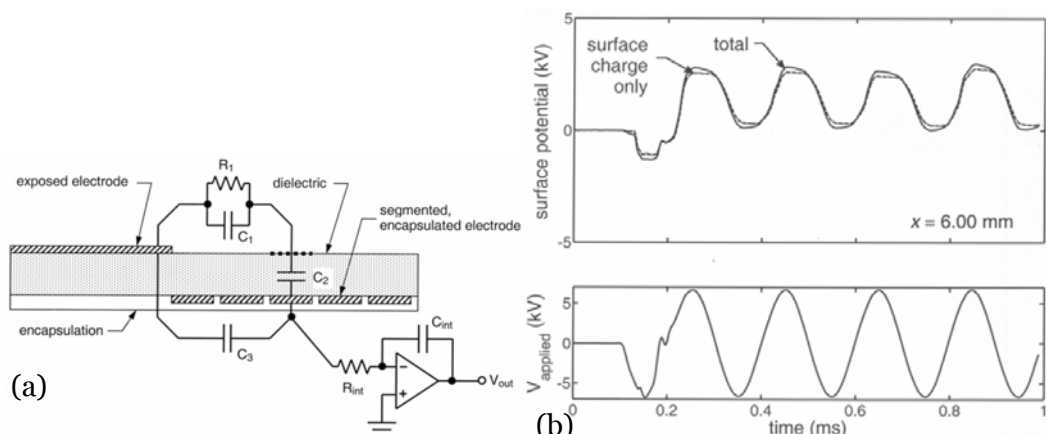 exposed electrode
R1
C1
dielectric
segmented,
encapsulated electrode
C2
encapsulation
C3
Cint
Rint
−
+
Vout
(a)
surface potential (kV)
5
0
-5
surface
charge
only
total
x = 6.00 mm
Vapplied (kV)
5
0
-5
0
0.2
0.4
0.6
0.8
1
time (ms)
(b)